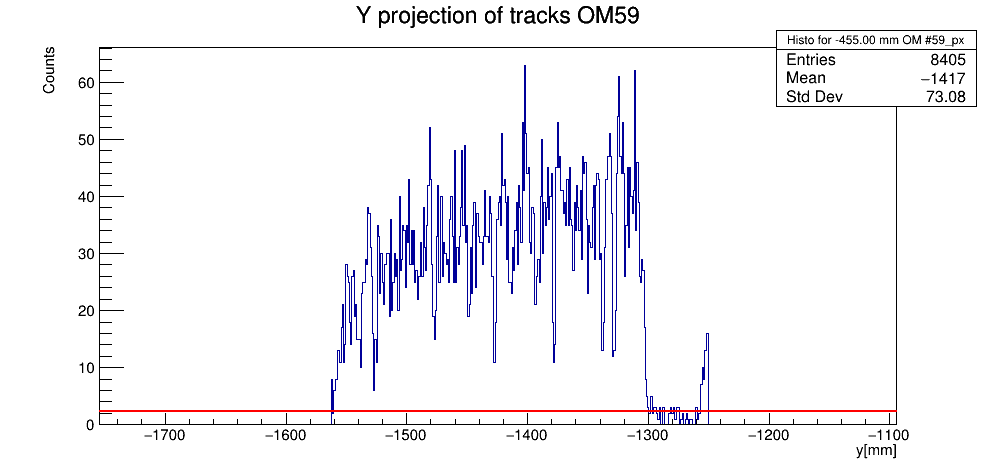 Y projection of tracks OM59
Histo for -455.00 mm OM #59_px
Entries 8405
Mean −1417
Std Dev 73.08
Counts
60
50
40
30
20
10
0
−1700 −1600 −1500 −1400 −1300 −1200 −1100
y[mm]